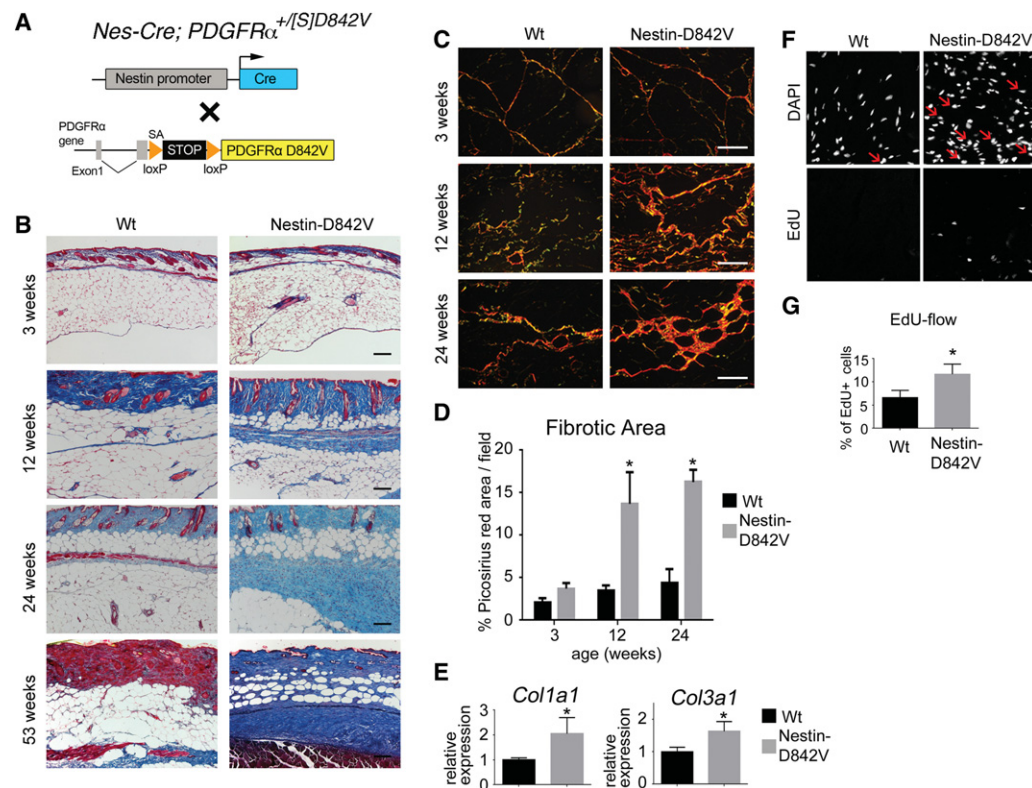 A
Nes-Cre; PDGFRα+/[S]D842V
Nestin promoter
Cre
PDGFRα
gene
SA
STOP
PDGFRα D842V
Exon1
loxP
loxP
B
Wt
Nestin-D842V
3 weeks
12 weeks
24 weeks
53 weeks
C
Wt
Nestin-D842V
3 weeks
12 weeks
24 weeks
D
Fibrotic Area
% Picosirius red area / field
20
15
10
5
0
*
*
Wt
Nestin-
D842V
3
12
24
age (weeks)
E
Col1a1
relative
expression
3
2
1
0
*
Col3a1
relative
expression
3
2
1
0
*
Wt
Nestin-
D842V
F
Wt
Nestin-D842V
DAPI
EdU
G
EdU-flow
% of EdU+ cells
15
10
5
0
*
Wt
Nestin-
D842V